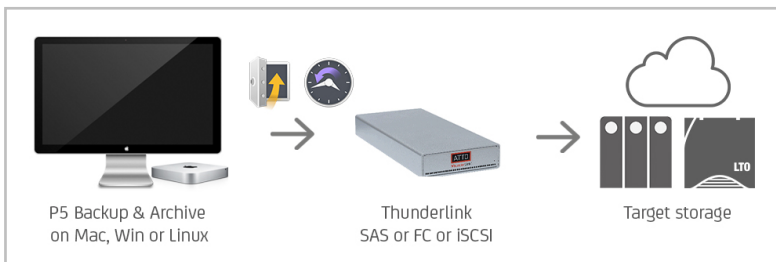 ATTO
LTO
P5 Backup & Archive
on Mac, Win or Linux
Thunderlink
SAS or FC or iSCSI
Target storage